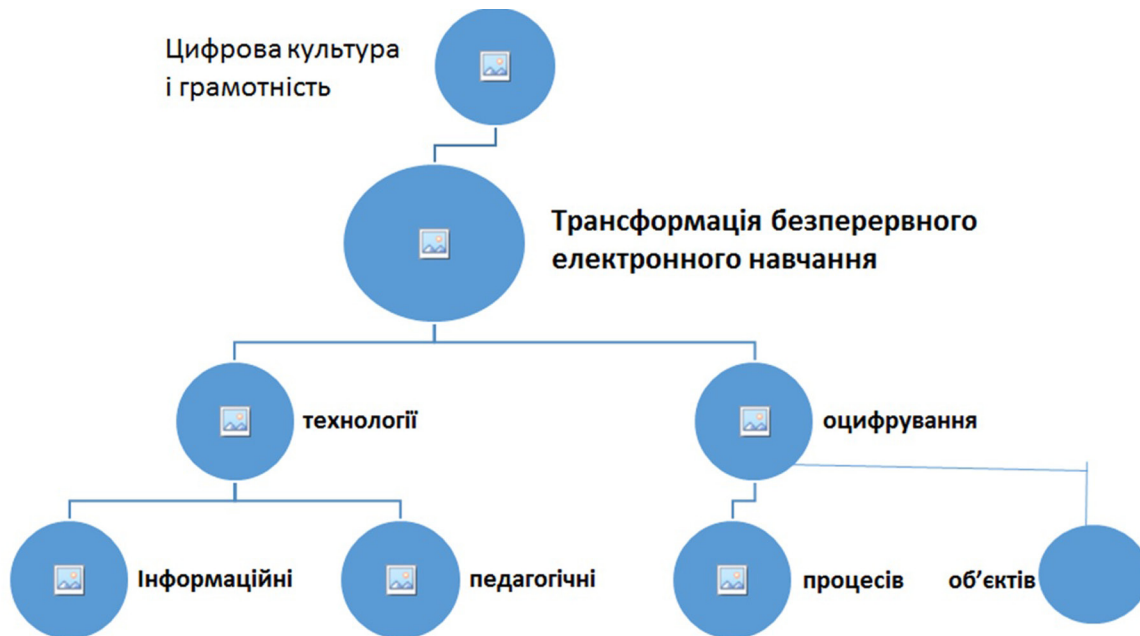 Цифрова культура
і грамотність
Трансформація безперервного
електронного навчання
технології
оцифрування
Інформаційні
педагогічні
процесів
об’єктів